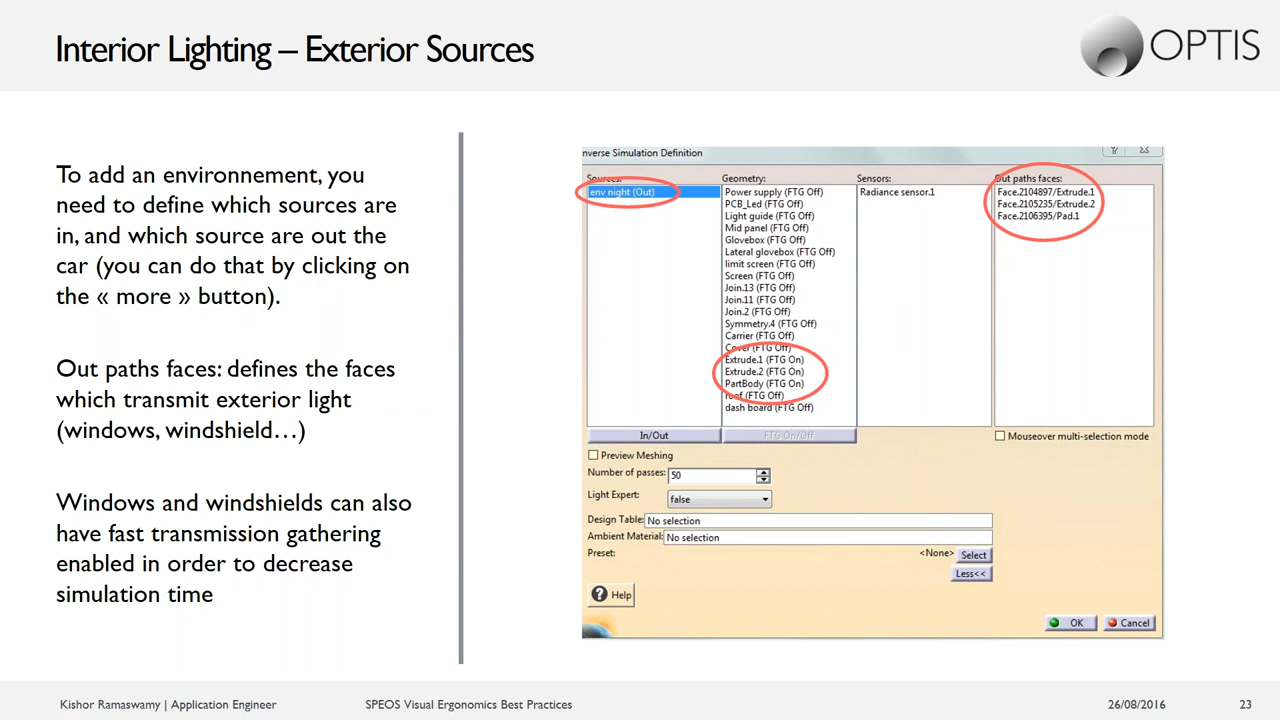 Interior Lighting – Exterior Sources
OPTIS
To add an environnement, you
need to define which sources are
in, and which source are out the
car (you can do that by clicking on
the « more » button).
Out paths faces: defines the faces
which transmit exterior light
(windows, windshield…)
Windows and windshields can also
have fast transmission gathering
enabled in order to decrease
simulation time
nverse Simulation Definition
Sources:
env night (Out)
In/Out
Geometry:
Power supply (FTG Off)
PCB_Led (FTG Off)
Light guide (FTG Off)
Mid panel (FTG Off)
Glovebox (FTG Off)
Lateral glovebox (FTG Off)
limit screen (FTG Off)
Screen (FTG Off)
Join.13 (FTG Off)
Join.11 (FTG Off)
Join.2 (FTG Off)
Symmetry.4 (FTG Off)
Carrier (FTG Off)
Cover (FTG Off)
Extrude.1 (FTG On)
Extrude.2 (FTG On)
PartBody (FTG On)
roof (FTG Off)
dash board (FTG Off)
FTG On/Off
Sensors:
Radiance sensor.1
Out paths faces:
Face.2104897/Extrude.1
Face.2105235/Extrude.2
Face.2106395/Pad.1
Mouseover multi-selection mode
Preview Meshing
Number of passes: 50
Light Expert: false
Design Table: No selection
Ambient Material: No selection
Preset: <None> Select
Less<<
? Help
OK Cancel
Kishor Ramaswamy | Application Engineer SPEOS Visual Ergonomics Best Practices 26/08/2016 23